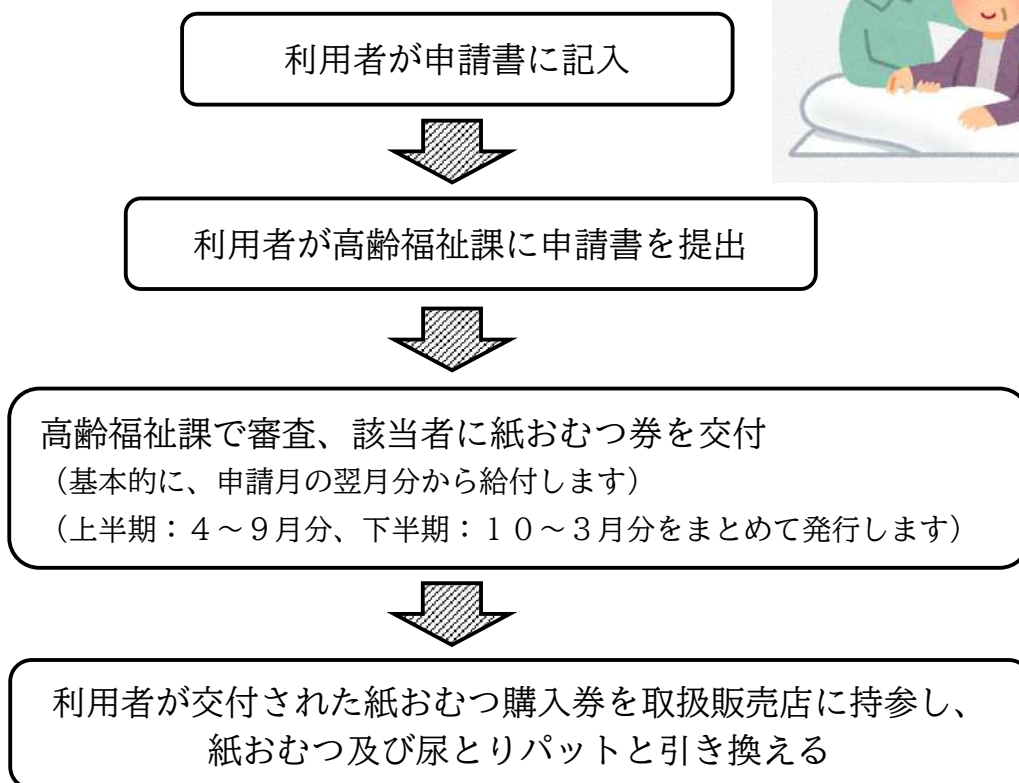 利用者が申請書に記入
利用者が高齢福祉課に申請書を提出
高齢福祉課で審査、該当者に紙おむつ券を交付
（基本的に、申請月の翌月分から給付します）
（上半期：４～９月分、下半期：１０～３月分をまとめて発行します）
利用者が交付された紙おむつ購入券を取扱販売店に持参し、
紙おむつ及び尿とりパットと引き換える